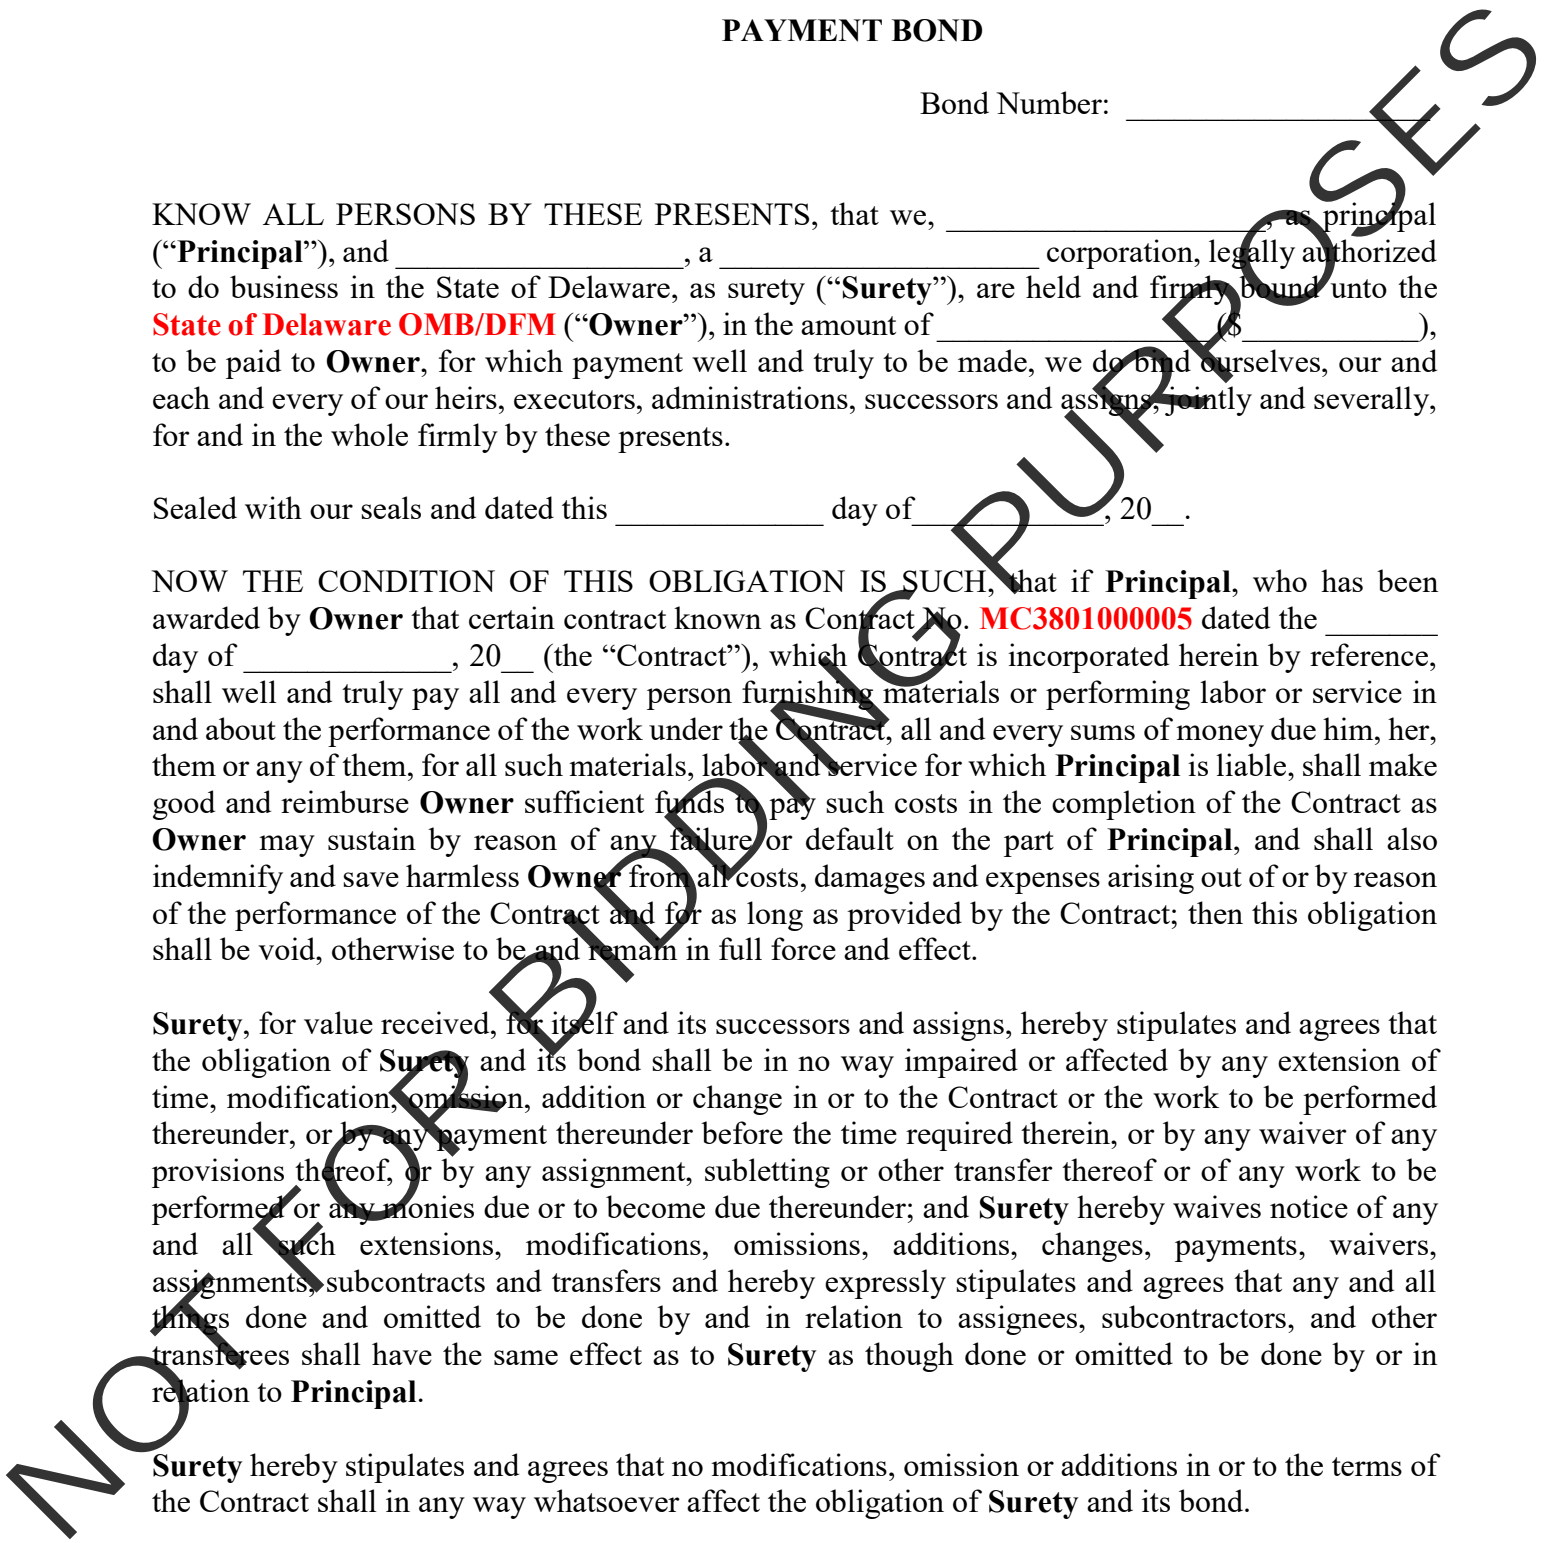 PAYMENT BOND
Bond Number: ___________________
KNOW ALL PERSONS BY THESE PRESENTS, that we, ____________________, as principal
(“Principal”), and __________________, a ____________________ corporation, legally authorized
to do business in the State of Delaware, as surety (“Surety”), are held and firmly bound unto the
State of Delaware OMB/DFM (“Owner”), in the amount of _________________ ($___________),
to be paid to Owner, for which payment well and truly to be made, we do bind ourselves, our and
each and every of our heirs, executors, administrations, successors and assigns, jointly and severally,
for and in the whole firmly by these presents.
Sealed with our seals and dated this _____________ day of____________, 20__.
NOW THE CONDITION OF THIS OBLIGATION IS SUCH, that if Principal, who has been
awarded by Owner that certain contract known as Contract No. MC3801000005 dated the _______
day of _____________, 20__ (the “Contract”), which Contract is incorporated herein by reference,
shall well and truly pay all and every person furnishing materials or performing labor or service in
and about the performance of the work under the Contract, all and every sums of money due him, her,
them or any of them, for all such materials, labor and service for which Principal is liable, shall make
good and reimburse Owner sufficient funds to pay such costs in the completion of the Contract as
Owner may sustain by reason of any failure or default on the part of Principal, and shall also
indemnify and save harmless Owner from all costs, damages and expenses arising out of or by reason
of the performance of the Contract and for as long as provided by the Contract; then this obligation
shall be void, otherwise to be and remain in full force and effect.
Surety, for value received, for itself and its successors and assigns, hereby stipulates and agrees that
the obligation of Surety and its bond shall be in no way impaired or affected by any extension of
time, modification, omission, addition or change in or to the Contract or the work to be performed
thereunder, or by any payment thereunder before the time required therein, or by any waiver of any
provisions thereof, or by any assignment, subletting or other transfer thereof or of any work to be
performed or any monies due or to become due thereunder; and Surety hereby waives notice of any
and all such extensions, modifications, omissions, additions, changes, payments, waivers,
assignments, subcontracts and transfers and hereby expressly stipulates and agrees that any and all
things done and omitted to be done by and in relation to assignees, subcontractors, and other
transferees shall have the same effect as to Surety as though done or omitted to be done by or in
relation to Principal.
Surety hereby stipulates and agrees that no modifications, omission or additions in or to the terms of
the Contract shall in any way whatsoever affect the obligation of Surety and its bond.
NOT FOR BIDDING PURPOSES